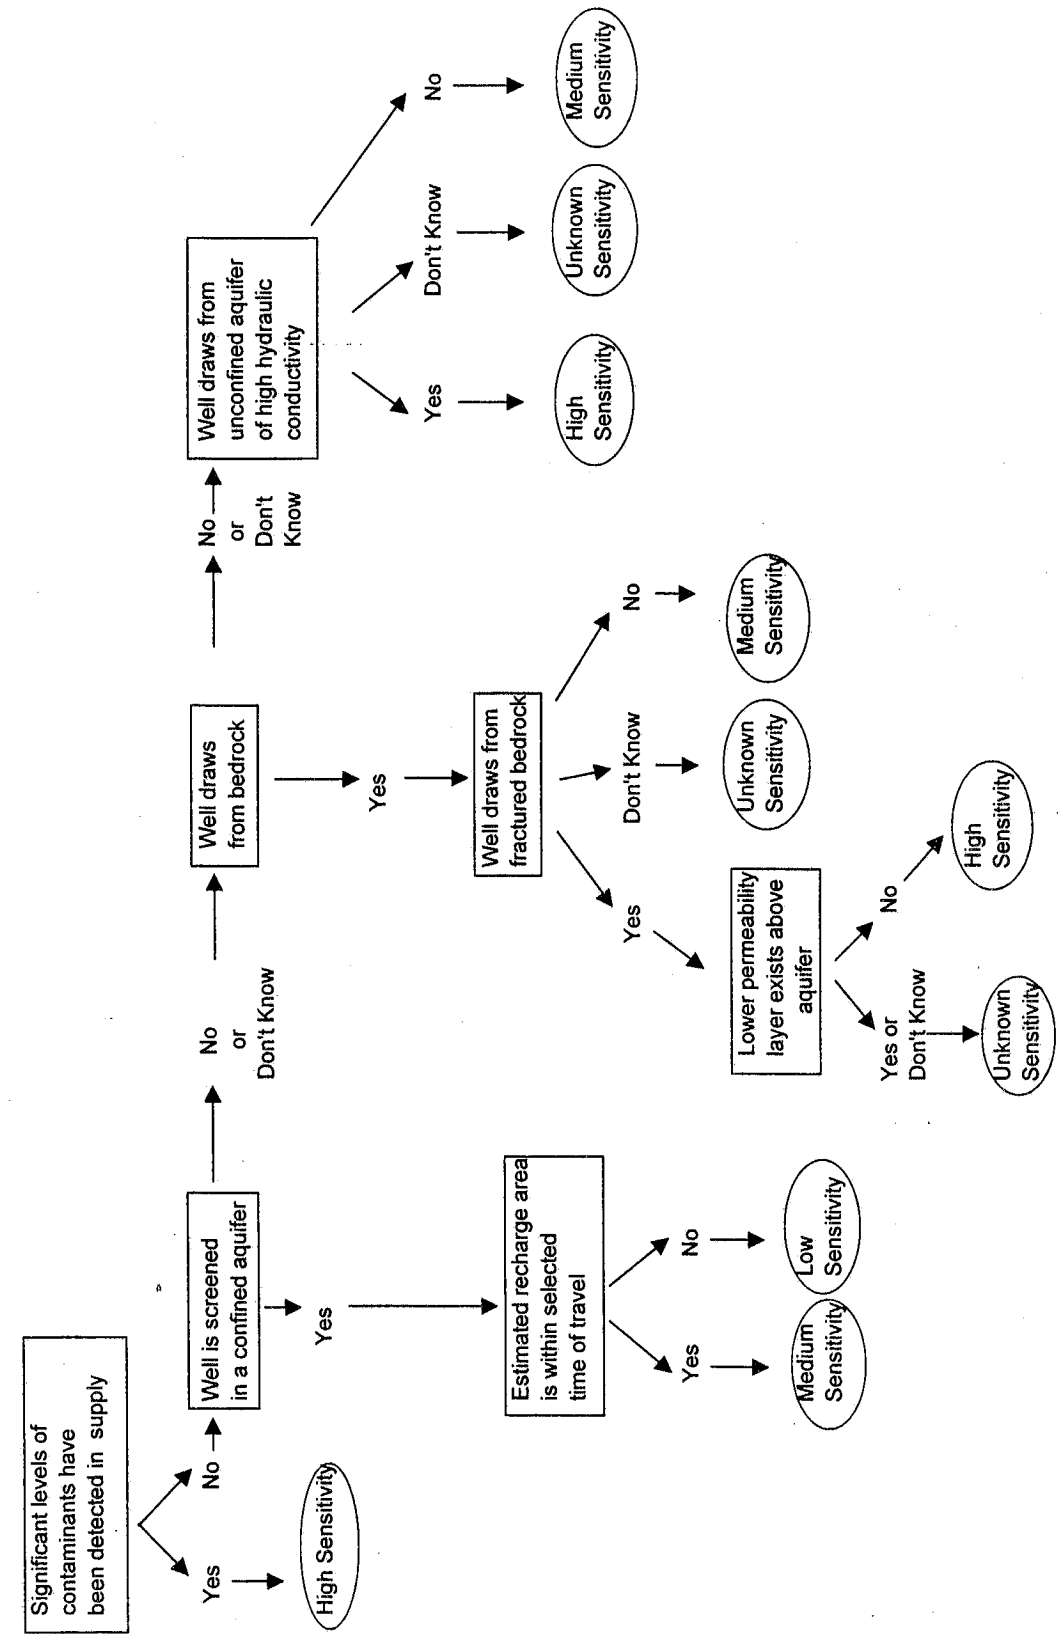 Significant levels of
contaminants have
been detected in supply
Yes
High Sensitivity
No
Well is screened
in a confined aquifer
Yes
Estimated recharge area
is within selected
time of travel
Yes
Medium
Sensitivity
No
Low
Sensitivity
No
or
Don't Know
Well draws
from bedrock
Yes
Well draws from
fractured bedrock
Yes
Lower permeability
layer exists above
aquifer
Yes or
Don't Know
Unknown
Sensitivity
No
High
Sensitivity
Don't Know
Unknown
Sensitivity
No
Medium
Sensitivity
No
or
Don't
Know
Well draws from
unconfined aquifer
of high hydraulic
conductivity
Yes
High
Sensitivity
Don't Know
Unknown
Sensitivity
No
Medium
Sensitivity